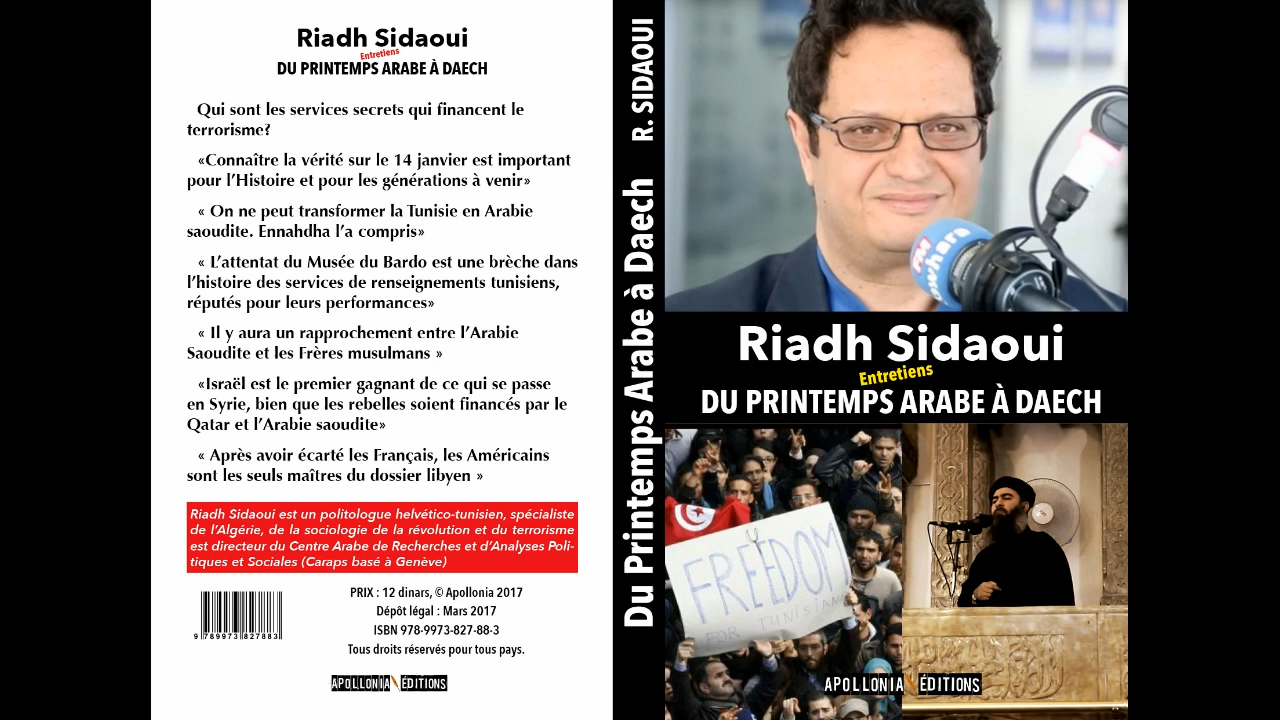 Riadh Sidaoui
Entretiens
DU PRINTEMPS ARABE À DAECH
Qui sont les services secrets qui financent le
terrorisme?
«Connaître la vérité sur le 14 janvier est important
pour l'Histoire et pour les générations à venir»
« On ne peut transformer la Tunisie en Arabie
saoudite. Ennahdha l'a compris»
« L'attentat du Musée du Bardo est une brèche dans
l'histoire des services de renseignements tunisiens,
réputés pour leurs performances»
« Il y aura un rapprochement entre l'Arabie
Saoudite et les Frères musulmans »
«Israël est le premier gagnant de ce qui se passe
en Syrie, bien que les rebelles soient financés par le
Qatar et l'Arabie saoudite»
« Après avoir écarté les Français, les Américains
sont les seuls maîtres du dossier libyen »
Riadh Sidaoui est un politologue helvético-tunisien, spécialiste
de l'Algérie, de la sociologie de la révolution et du terrorisme
est directeur du Centre Arabe de Recherches et d'Analyses Poli-
tiques et Sociales (Caraps basé à Genève)
9 789973 827883
PRIX : 12 dinars, © Apollonia 2017
Dépôt légal : Mars 2017
ISBN 978-9973-827-88-3
Tous droits réservés pour tous pays.
APOLLONIA ÉDITIONS
Du Printemps Arabe à Daech R. SIDAOUI
FM
Riadh Sidaoui
Entretiens
DU PRINTEMPS ARABE À DAECH
FREEDOM
FOR TUNISIAN
APOLLONIA ÉDITIONS